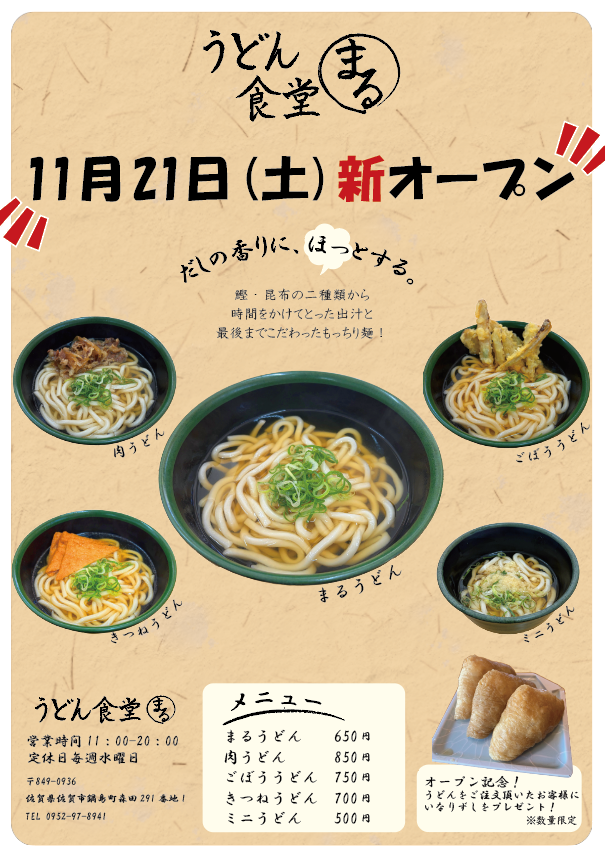 うどん
食堂 まる
11月21日(土)新オープン
だしの香りに、ほっとする。
鰹・昆布の二種類から
時間をかけてとった出汁と
最後までこだわったもっちり麺！
肉うどん
ごぼううどん
まるうどん
きつねうどん
ミニうどん
うどん食堂 まる
営業時間 11：00-20：00
定休日毎週水曜日
〒849-0936
佐賀県佐賀市鍋島町森田291番地1
TEL 0952-97-8941
メニュー
まるうどん 650円
肉うどん 850円
ごぼううどん 750円
きつねうどん 700円
ミニうどん 500円
オープン記念！
うどんをご注文頂いたお客様に
いなりずしをプレゼント！
※数量限定